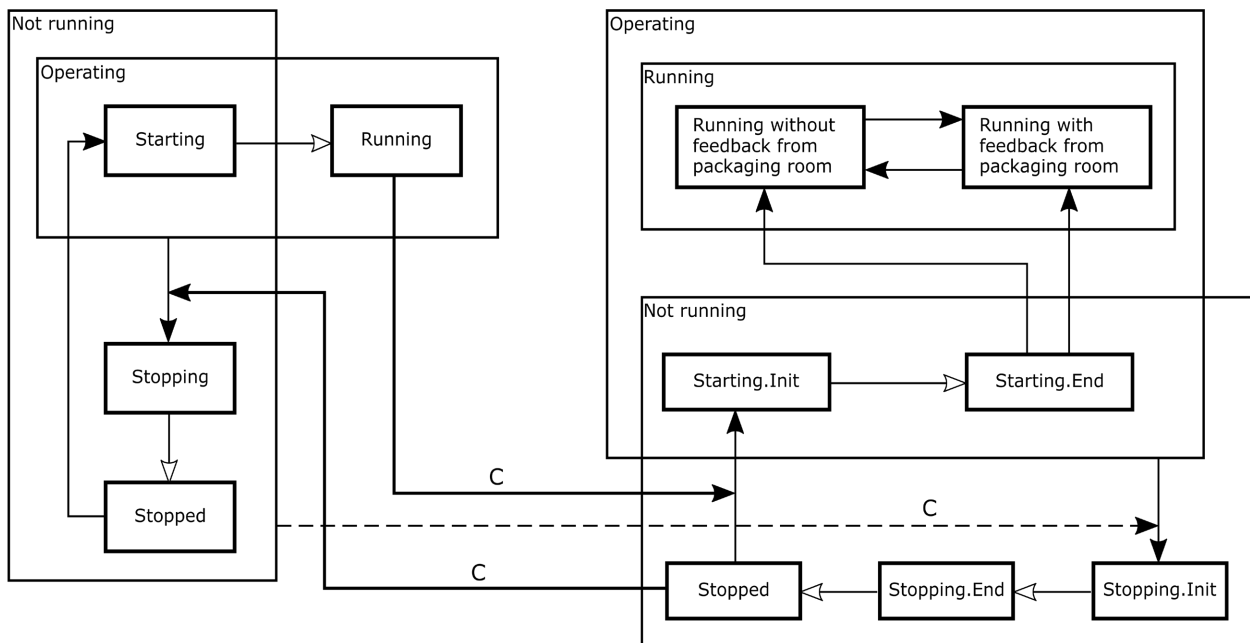 Not running
Operating
Starting
Running
Stopping
Stopped
Operating
Running
Running without
feedback from
packaging room
Running with
feedback from
packaging room
Not running
Starting.Init
Starting.End
C
C
C
Stopped
Stopping.End
Stopping.Init